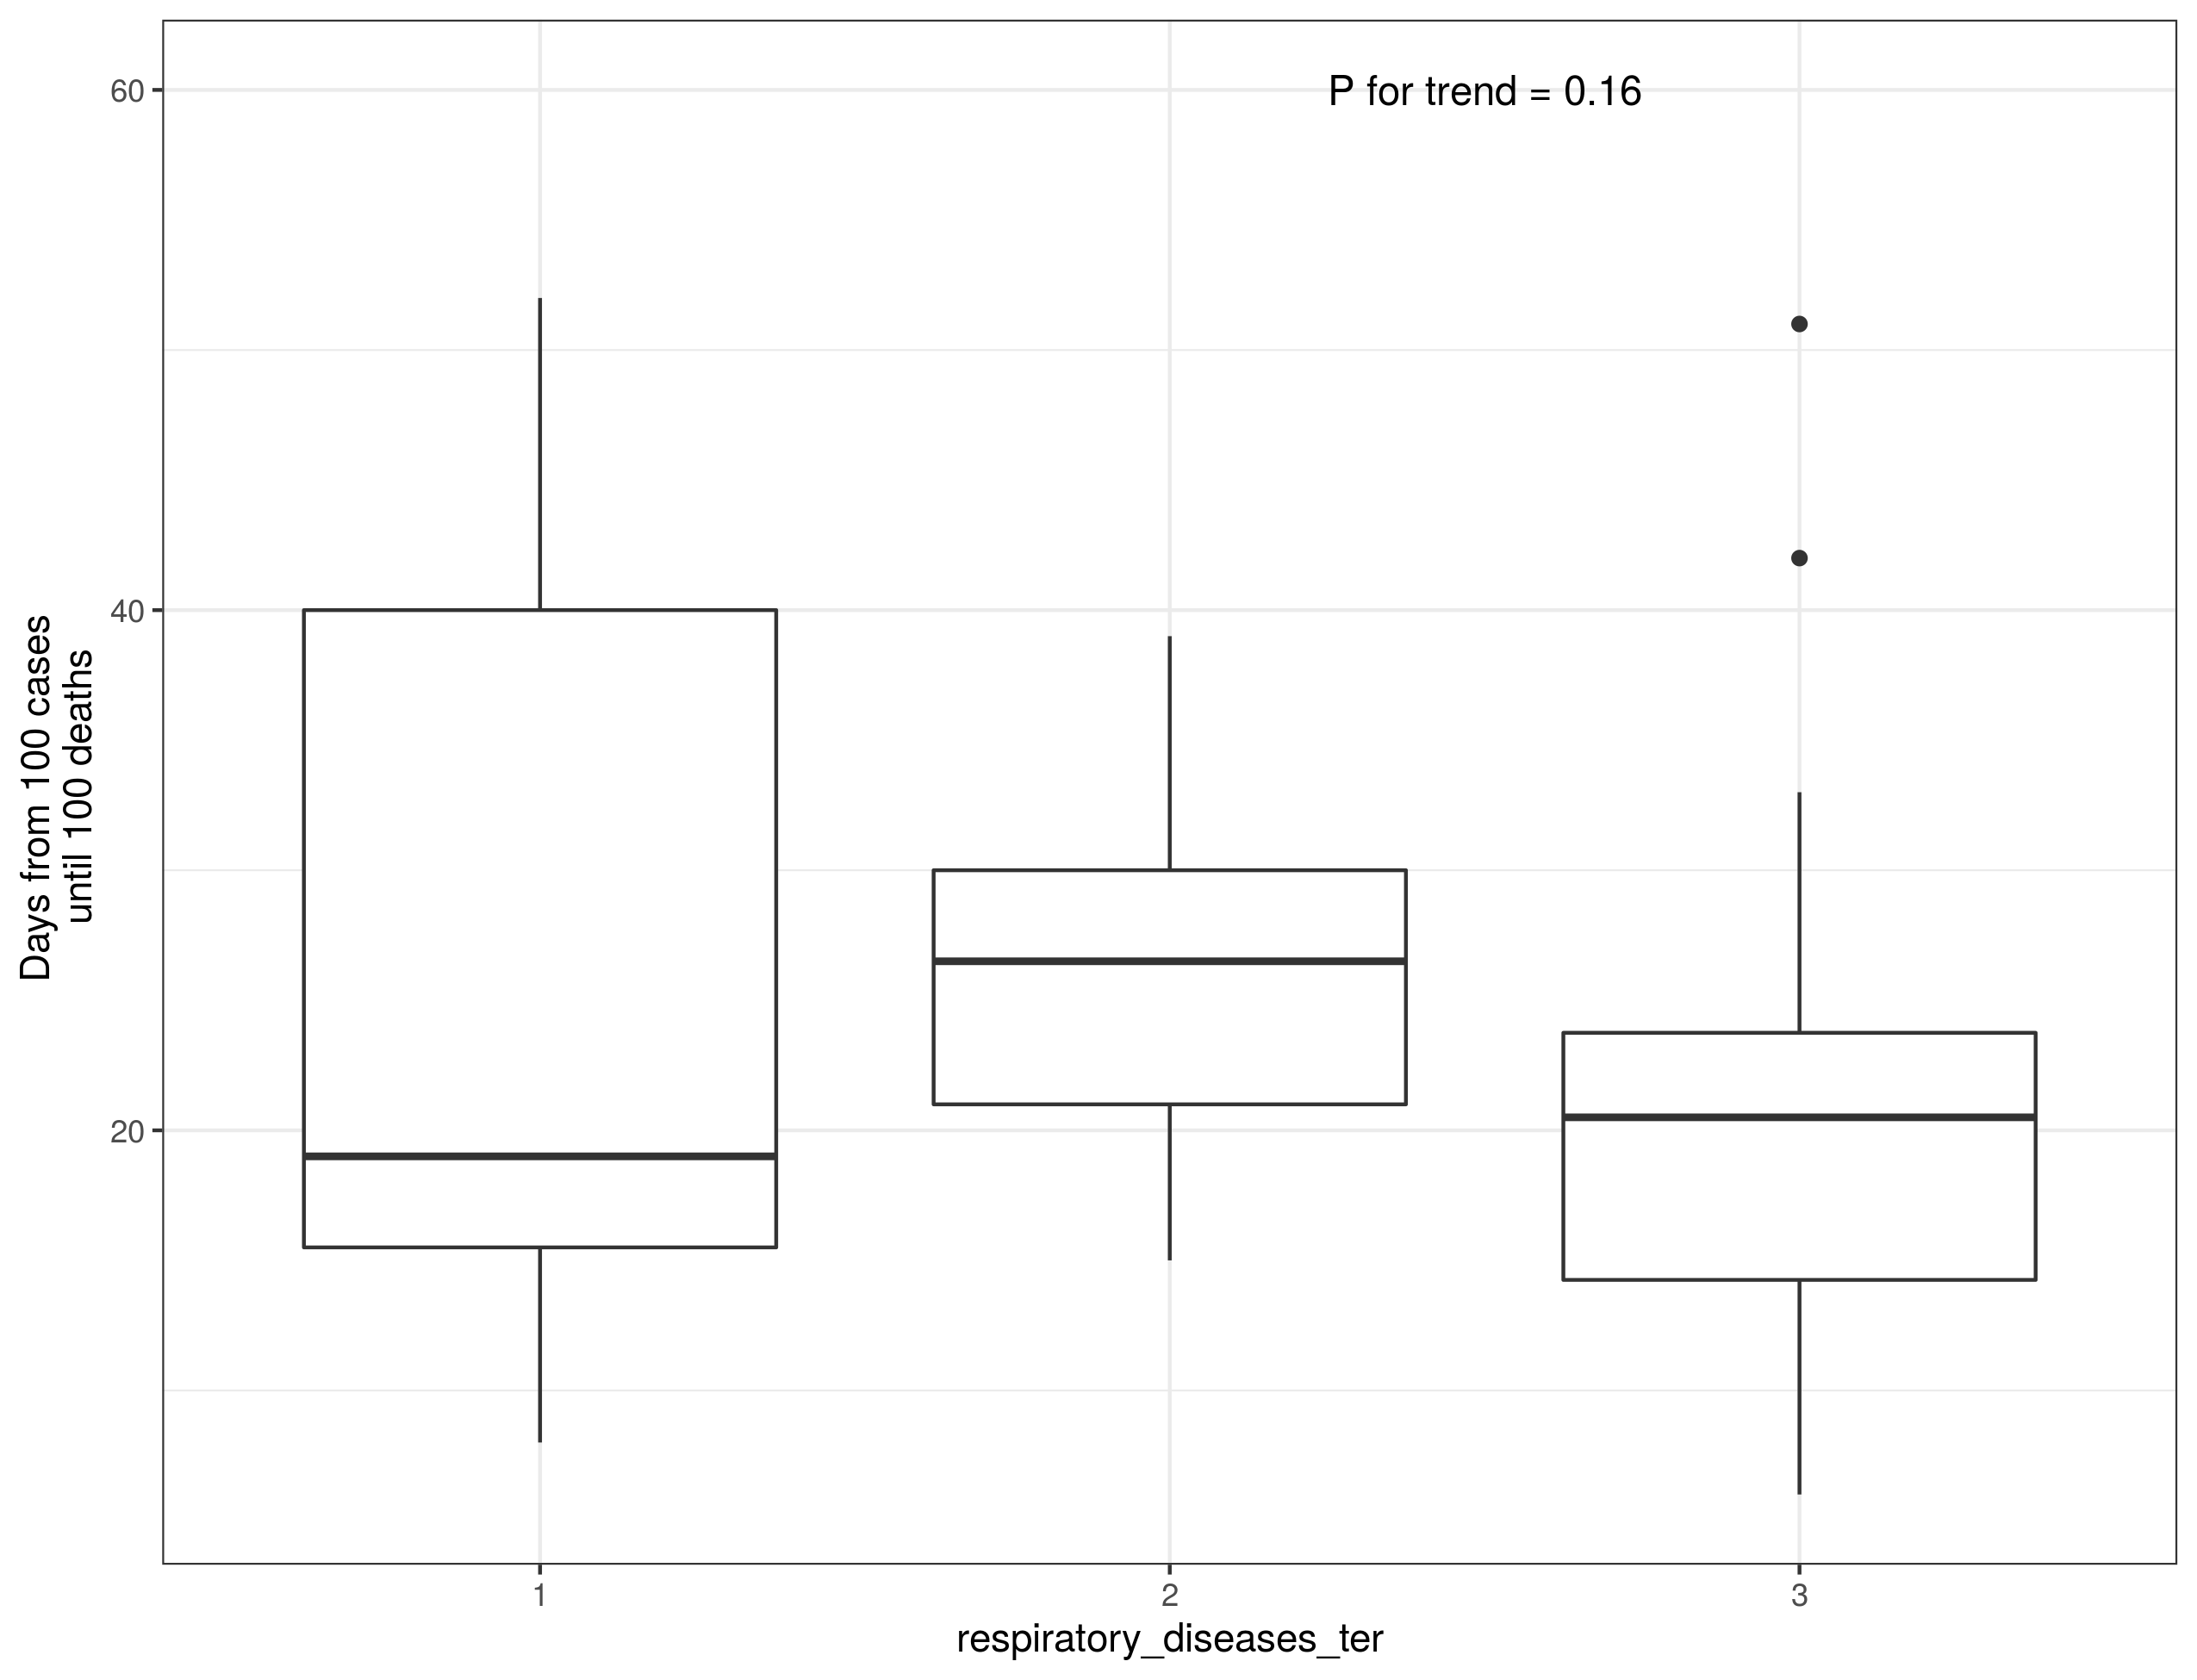 P for trend = 0.16
60
40
20
Days from 100 cases
until 100 deaths
1
2
3
respiratory_diseases_ter